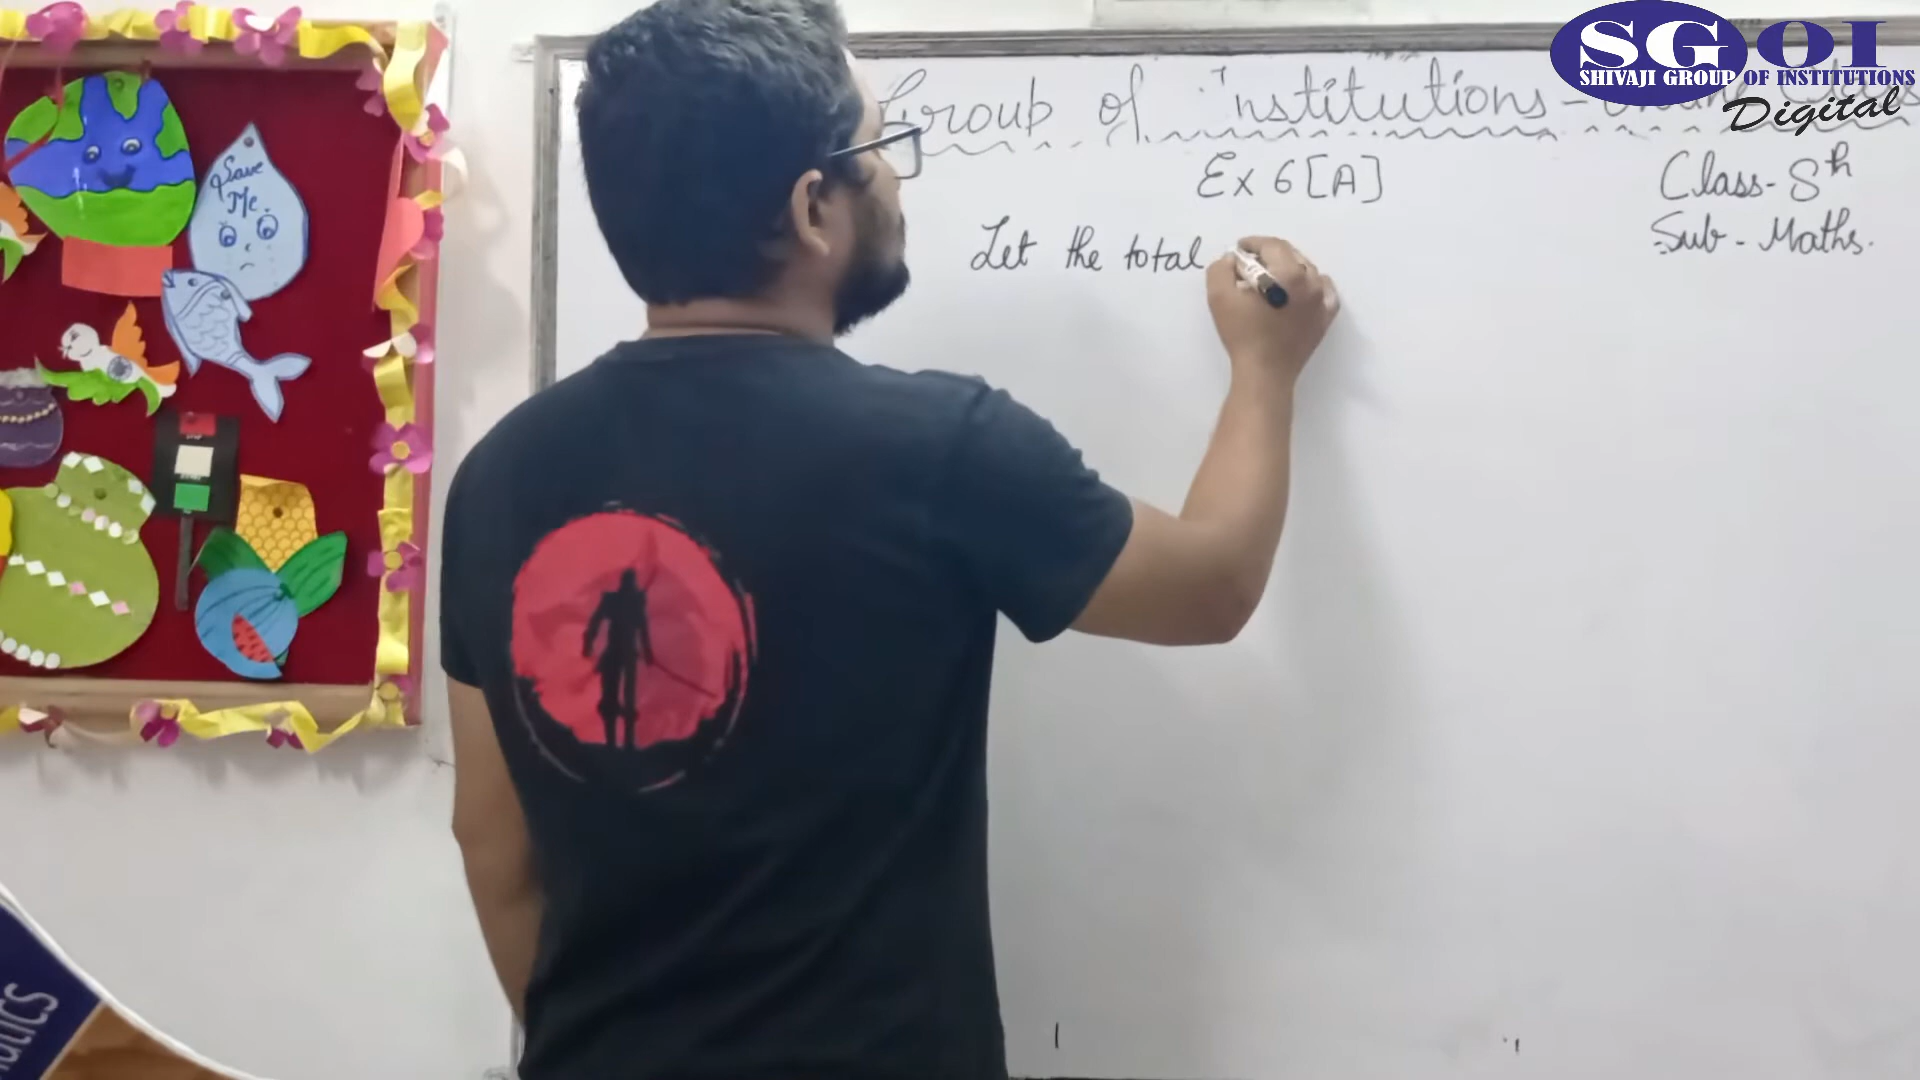 SGOI
SHIVAJI GROUP OF INSTITUTIONS
Digital
Group of Institutions -
Ex 6[A]
Class - 8th
Sub - Maths.
Let the total
Save
Me.